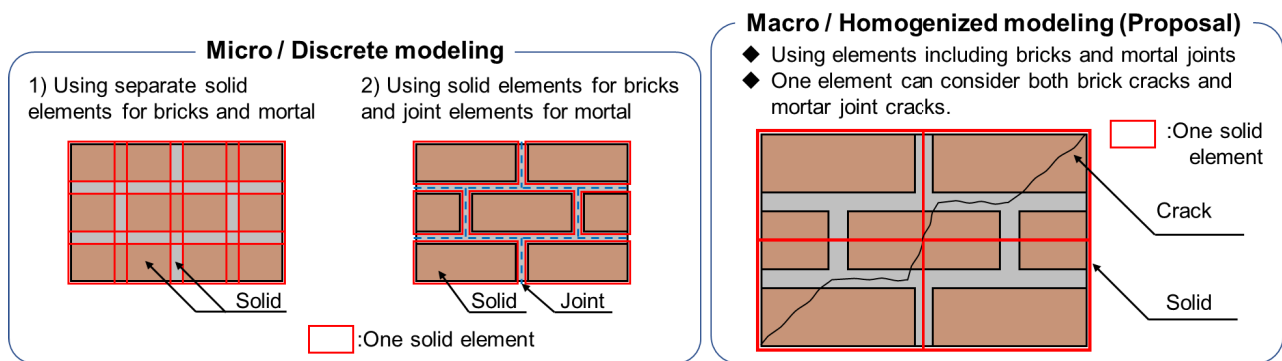 Micro / Discrete modeling
1) Using separate solid
elements for bricks and mortal
2) Using solid elements for bricks
and joint elements for mortal
Solid
Solid
Joint
:One solid element
Macro / Homogenized modeling (Proposal)
◆ Using elements including bricks and mortal joints
◆ One element can consider both brick cracks and
mortar joint cracks.
:One solid
element
Crack
Solid